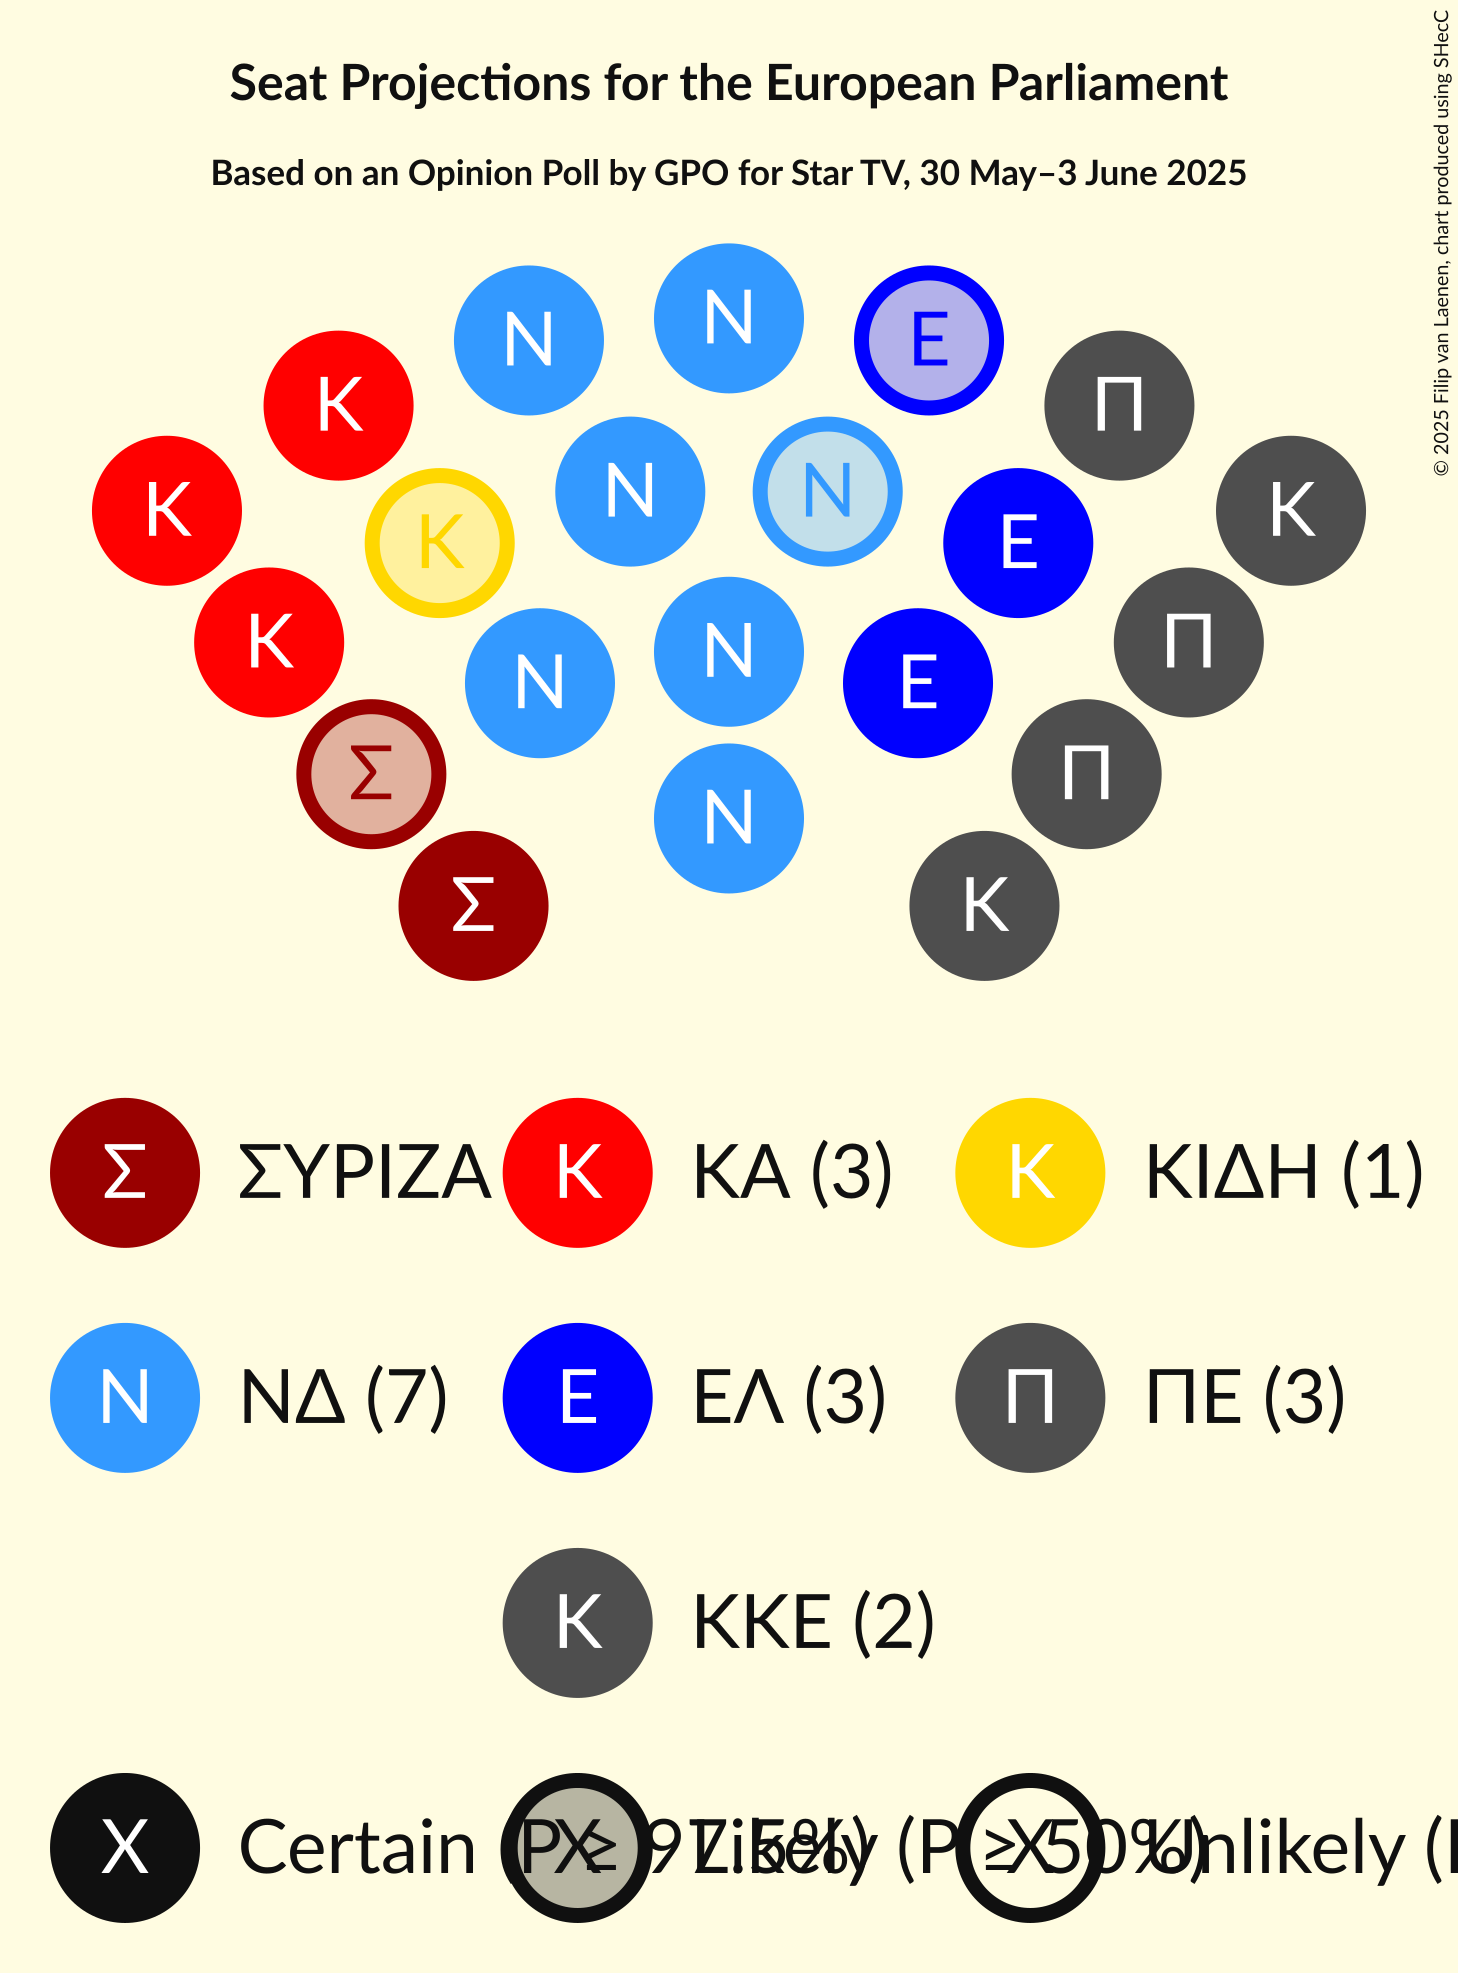 Seat Projections for the European Parliament
Based on an Opinion Poll by GPO for Star TV, 30 May–3 June 2025
© 2025 Filip van Laenen, chart produced using SHecC
N
N E
N
K Π
K K
N N
K E
K Π
N
N E
Σ Π
N
Σ K
Σ ΣΥΡΙΖΑ K ΚΑ (3) K ΚΙΔΗ (1)
N ΝΔ (7) E ΕΛ (3) Π ΠΕ (3)
K ΚΚΕ (2)
X Certain (P ≥ 97.5%) X Likely (P ≥ 50%) X Unlikely